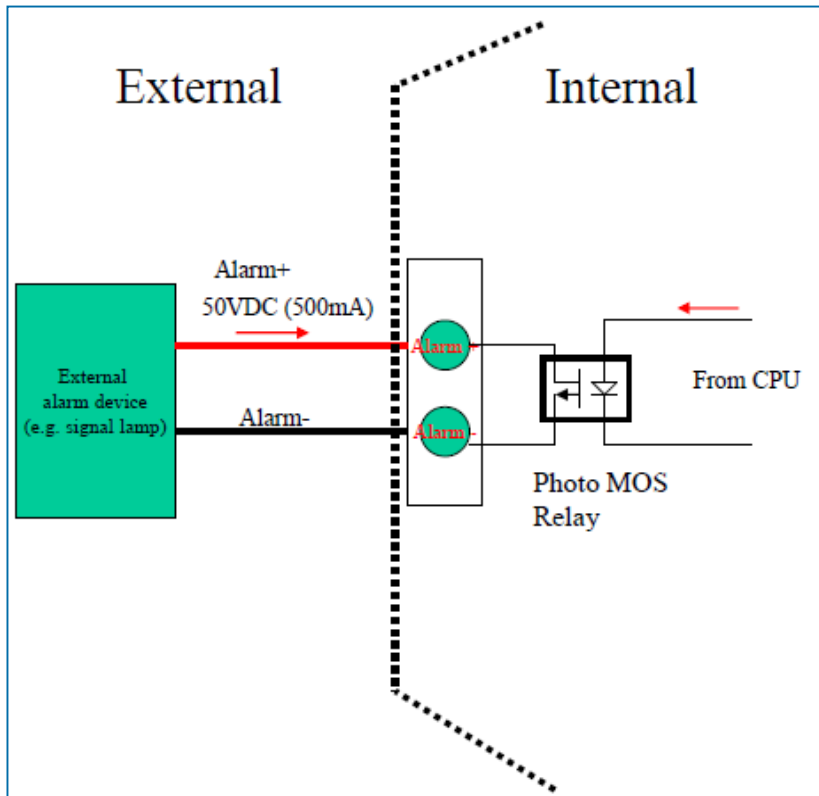 External
Internal
Alarm+
50VDC (500mA)
Alarm +
External
alarm device
(e.g. signal lamp)
From CPU
Alarm-
Alarm -
Photo MOS
Relay